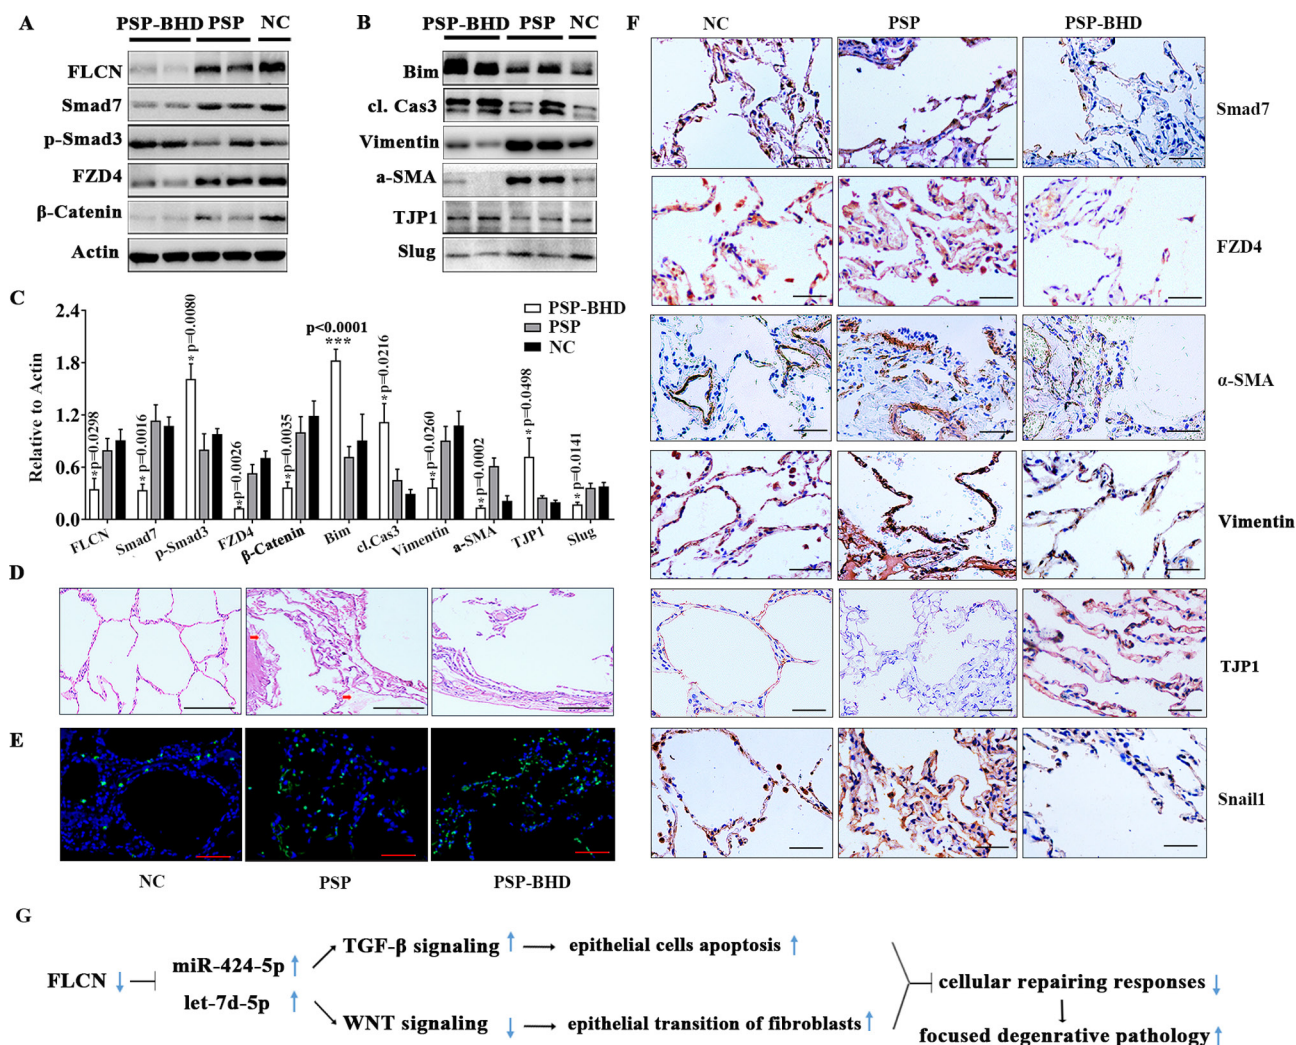 A
PSP-BHD PSP NC
FLCN
Smad7
p-Smad3
FZD4
β-Catenin
Actin
B
PSP-BHD PSP NC
Bim
cl. Cas3
Vimentin
a-SMA
TJP1
Slug
C
Relative to Actin
2.4
1.8
1.2
0.6
0.0
PSP-BHD
PSP
NC
*p=0.0298
*p=0.0016
*p=0.0080
*p=0.0026
*p=0.0035
p<0.0001
***
*p=0.0216
*p=0.0260
*p=0.0002
*p=0.0498
*p=0.0141
FLCN
Smad7
p-Smad3
FZD4
β-Catenin
Bim
cl.Cas3
Vimentin
a-SMA
TJP1
Slug
D
E
NC PSP PSP-BHD
F
NC PSP PSP-BHD
Smad7
FZD4
α-SMA
Vimentin
TJP1
Snail1
G
FLCN
miR-424-5p
let-7d-5p
TGF-β signaling
epithelial cells apoptosis
WNT signaling
epithelial transition of fibroblasts
cellular repairing responses
focused degenrative pathology